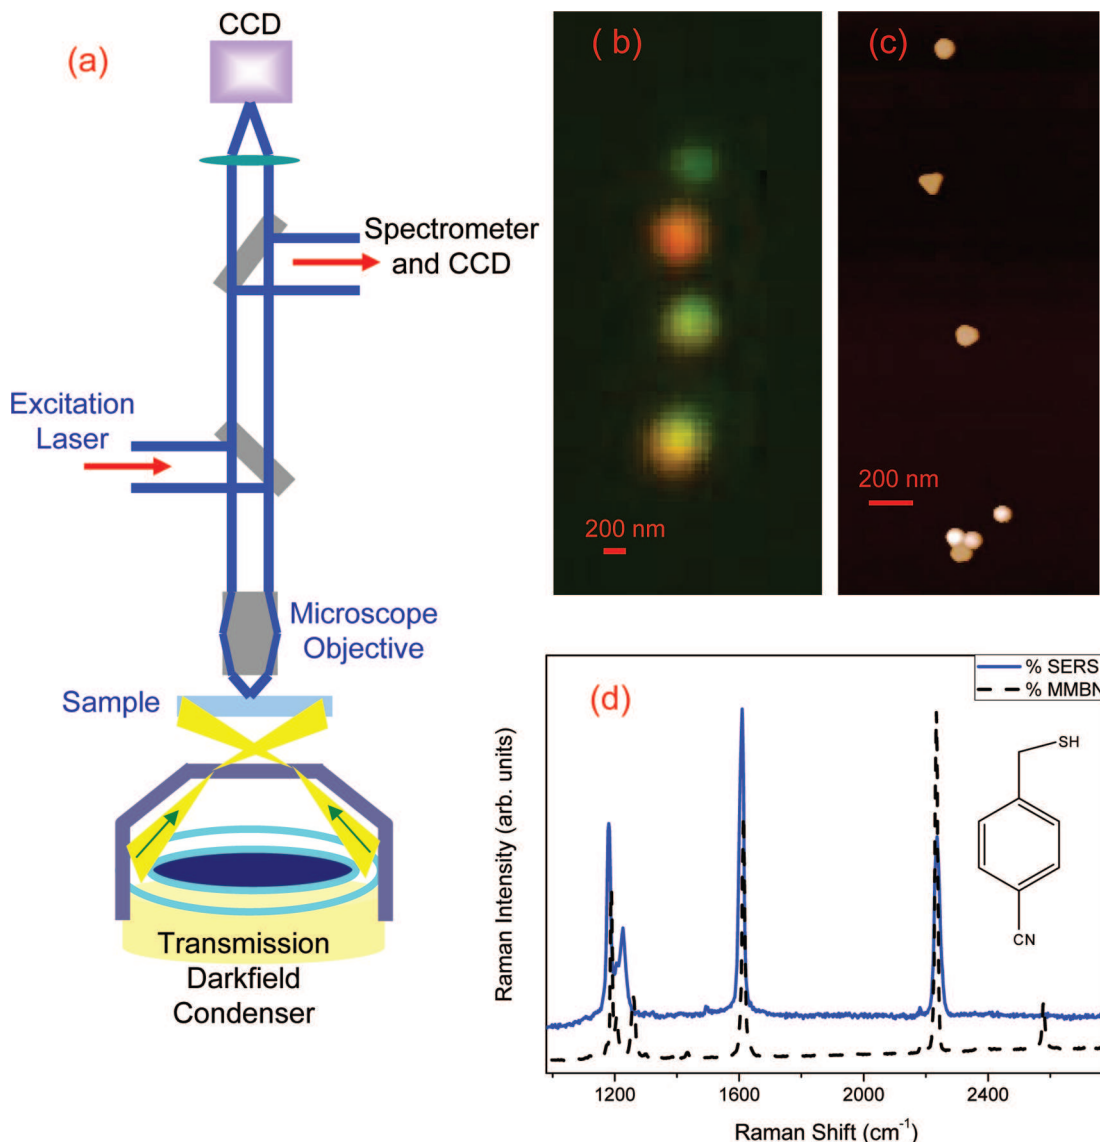 (a)
CCD
Spectrometer
and CCD
Excitation
Laser
Microscope
Objective
Sample
Transmission
Darkfield
Condenser
( b)
200 nm
(c)
200 nm
(d)
% SERS
% MMBN
SH
CN
Raman Intensity (arb. units)
1200
1600
2000
2400
Raman Shift (cm⁻¹)